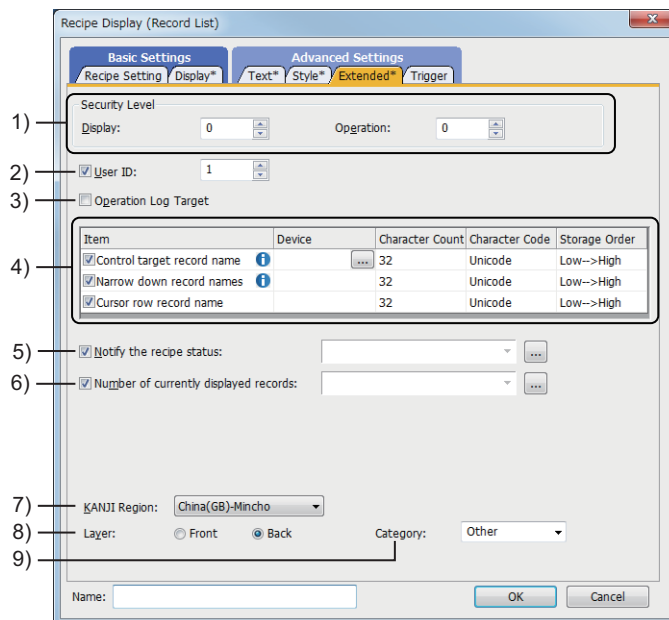 Recipe Display (Record List)
Basic Settings
Advanced Settings
Recipe Setting
Display*
Text*
Style*
Extended*
Trigger
1)
Security Level
Display: 0
Operation: 0
2)
User ID: 1
3)
Operation Log Target
4)
Item Device Character Count Character Code Storage Order
Control target record name ... 32 Unicode Low-->High
Narrow down record names 32 Unicode Low-->High
Cursor row record name 32 Unicode Low-->High
5)
Notify the recipe status: ...
6)
Number of currently displayed records: ...
7)
KANJI Region: China(GB)-Mincho
8)
Layer: Front Back
Category: Other
9)
Name:
OK
Cancel